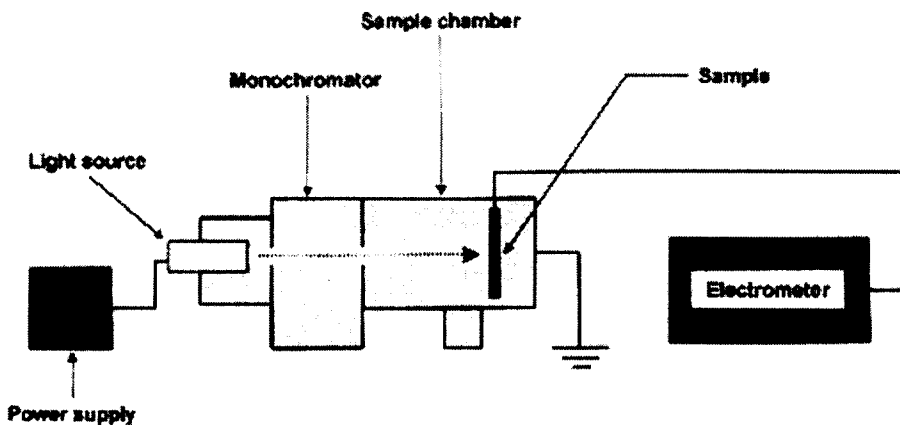 Sample chamber
Monochromator
Sample
Light source
Electrometer
Power supply